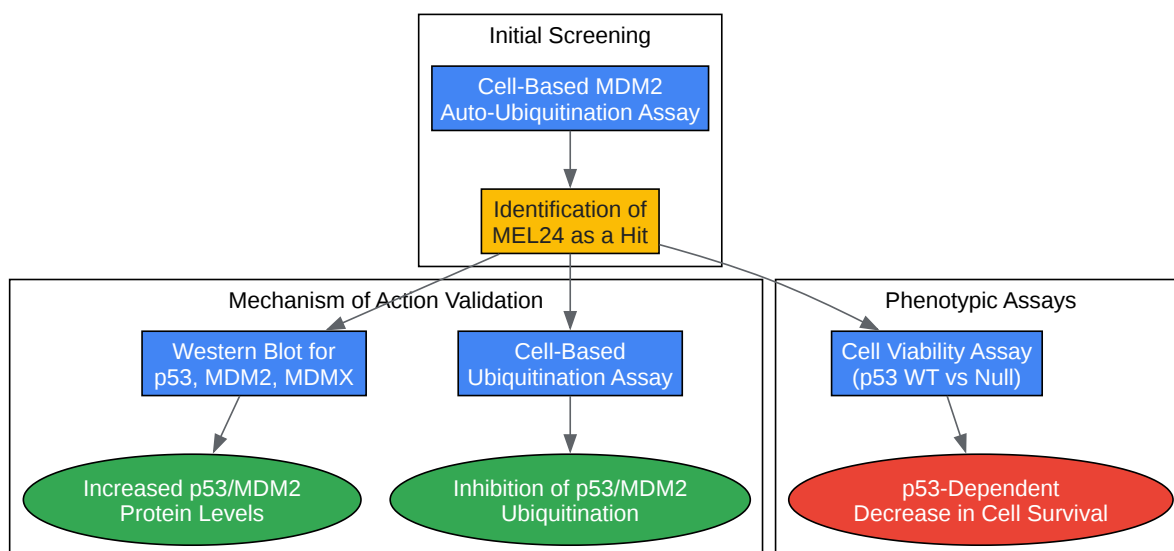 Initial Screening
Cell-Based MDM2
Auto-Ubiquitination Assay
Identification of
MEL24 as a Hit
Mechanism of Action Validation
Western Blot for
p53, MDM2, MDMX
Cell-Based
Ubiquitination Assay
Increased p53/MDM2
Protein Levels
Inhibition of p53/MDM2
Ubiquitination
Phenotypic Assays
Cell Viability Assay
(p53 WT vs Null)
p53-Dependent
Decrease in Cell Survival